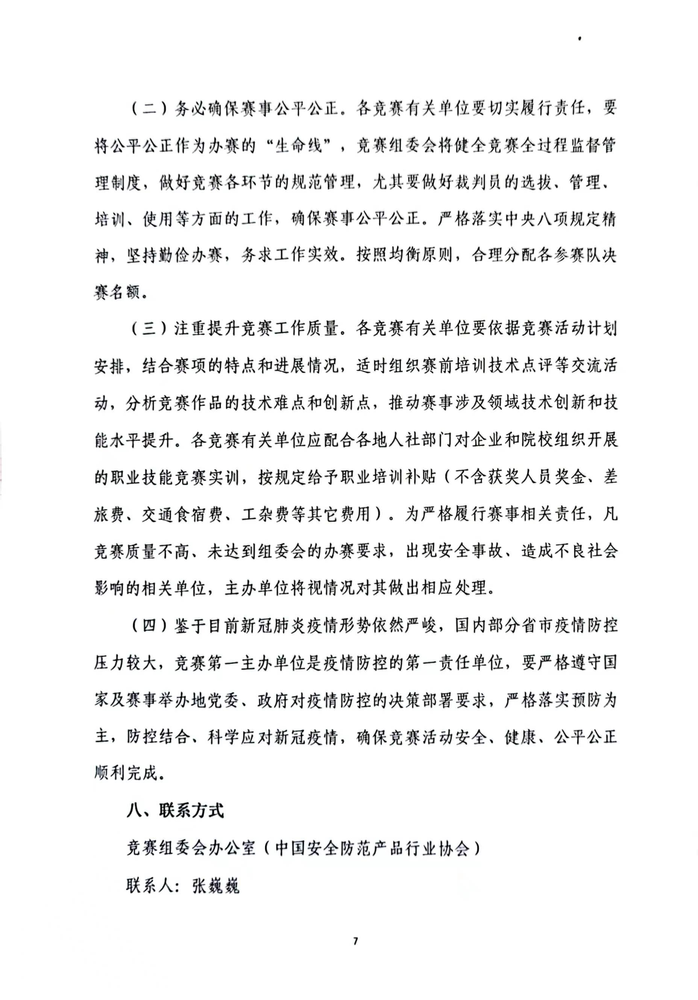 （二）务必确保赛事公平公正。各竞赛有关单位要切实履行责任，要
将公平公正作为办赛的“生命线”，竞赛组委会将健全竞赛全过程监督管
理制度，做好竞赛各环节的规范管理，尤其要做好裁判员的选拔、管理、
培训、使用等方面的工作，确保赛事公平公正。严格落实中央八项规定精
神，坚持勤俭办赛，务求工作实效。按照均衡原则，合理分配各参赛队决
赛名额。
（三）注重提升竞赛工作质量。各竞赛有关单位要依据竞赛活动计划
安排，结合赛项的特点和进展情况，适时组织赛前培训技术点评等交流活
动，分析竞赛作品的技术难点和创新点，推动赛事涉及领域技术创新和技
能水平提升。各竞赛有关单位应配合各地人社部门对企业和院校组织开展
的职业技能竞赛实训，按规定给予职业培训补贴（不含获奖人员奖金、差
旅费、交通食宿费、工杂费等其它费用）。为严格履行赛事相关责任，凡
竞赛质量不高、未达到组委会的办赛要求，出现安全事故、造成不良社会
影响的相关单位，主办单位将视情况对其做出相应处理。
（四）鉴于目前新冠肺炎疫情形势依然严峻，国内部分省市疫情防控
压力较大，竞赛第一主办单位是疫情防控的第一责任单位，要严格遵守国
家及赛事举办地党委、政府对疫情防控的决策部署要求，严格落实预防为
主，防控结合、科学应对新冠疫情，确保竞赛活动安全、健康、公平公正
顺利完成。
八、联系方式
竞赛组委会办公室（中国安全防范产品行业协会）
联系人：张巍巍
7